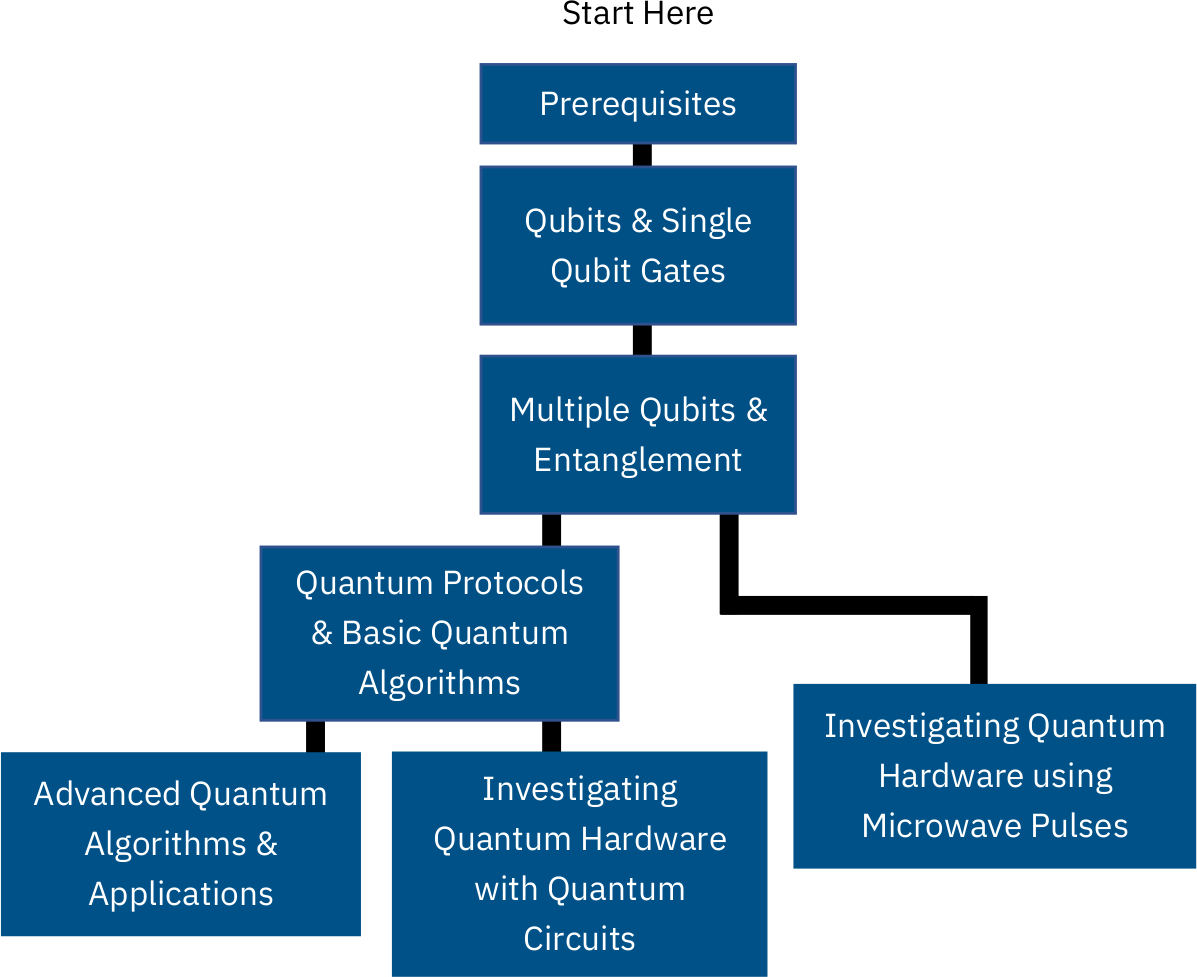 Start Here
Prerequisites
Qubits & Single
Qubit Gates
Multiple Qubits &
Entanglement
Quantum Protocols
& Basic Quantum
Algorithms
Advanced Quantum
Algorithms &
Applications
Investigating
Quantum Hardware
with Quantum
Circuits
Investigating Quantum
Hardware using
Microwave Pulses